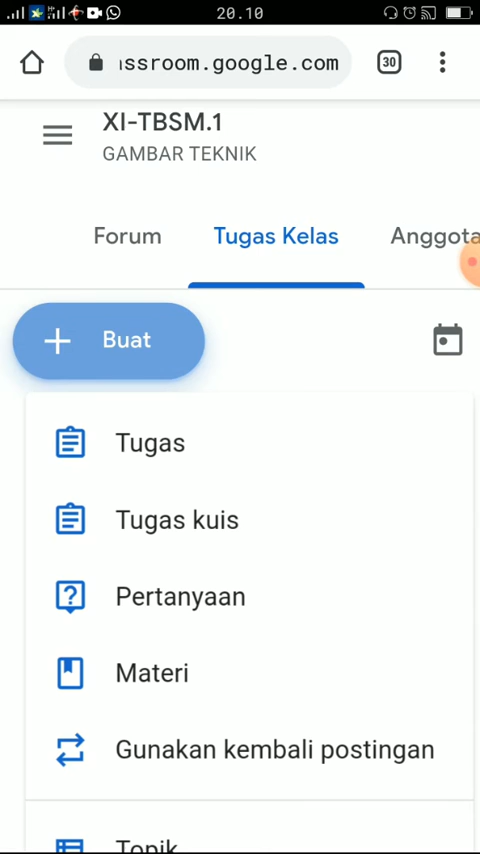 20.10
ssroom.google.com
30
XI-TBSM.1
GAMBAR TEKNIK
Forum
Tugas Kelas
Anggota
Buat
Tugas
Tugas kuis
Pertanyaan
Materi
Gunakan kembali postingan
Topik